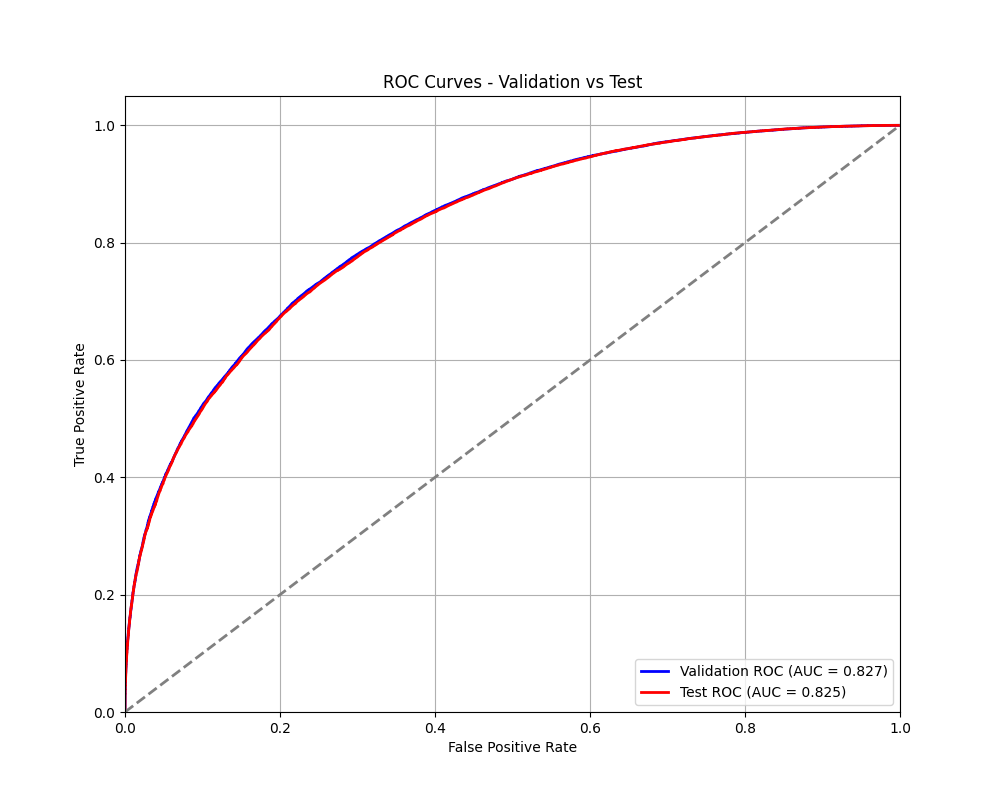 ROC Curves - Validation vs Test
True Positive Rate
1.0
0.8
0.6
0.4
0.2
0.0
0.0 0.2 0.4 0.6 0.8 1.0
False Positive Rate
Validation ROC (AUC = 0.827)
Test ROC (AUC = 0.825)